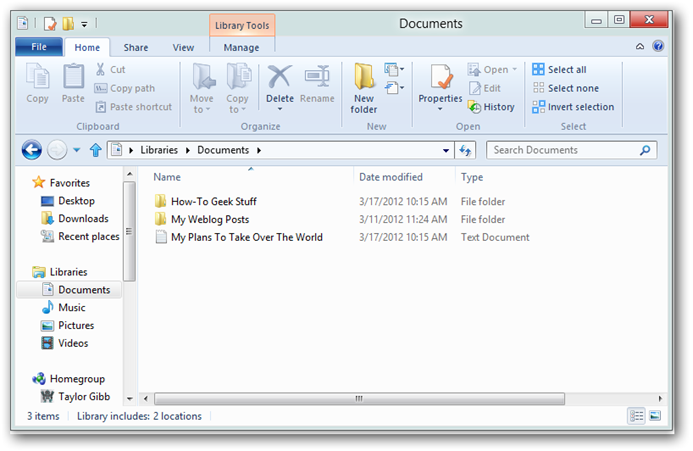 Library Tools
Documents
File Home Share View Manage
Copy
Paste
Cut
Copy path
Paste shortcut
Clipboard
Move to
Copy to
Delete
Rename
Organize
New folder
New
Properties
Open
Edit
History
Open
Select all
Select none
Invert selection
Select
Libraries Documents
Search Documents
Favorites
Desktop
Downloads
Recent places
Libraries
Documents
Music
Pictures
Videos
Homegroup
Taylor Gibb
Name Date modified Type
How-To Geek Stuff 3/17/2012 10:15 AM File folder
My Weblog Posts 3/11/2012 11:24 AM File folder
My Plans To Take Over The World 3/17/2012 10:15 AM Text Document
3 items Library includes: 2 locations